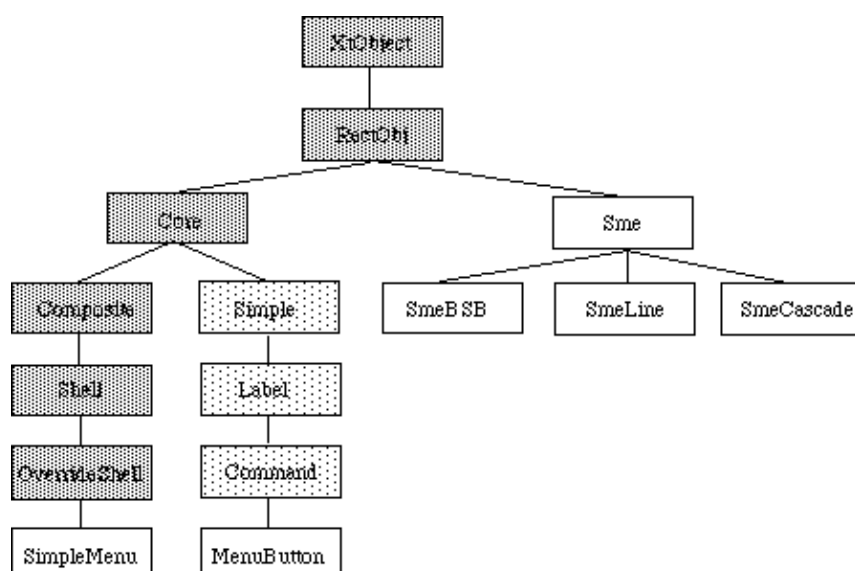 XtObject
RectObj
Core
Sme
Composite
Simple
SmeBSB
SmeLine
SmeCascade
Shell
Label
OverrideShell
Command
SimpleMenu
MenuButton